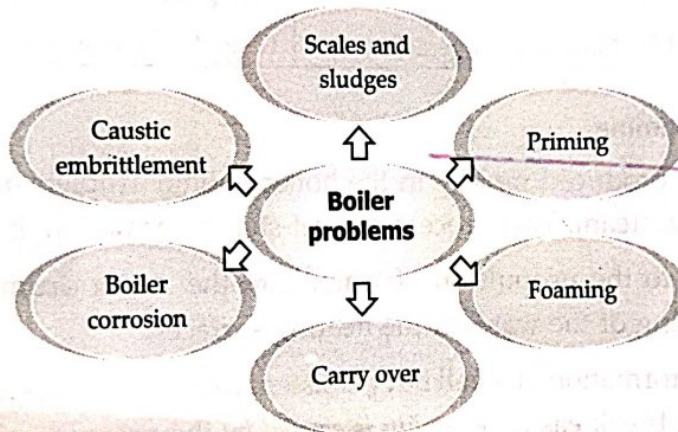 Scales and
sludges
Caustic
embrittlement
Priming
Boiler
problems
Boiler
corrosion
Foaming
Carry over